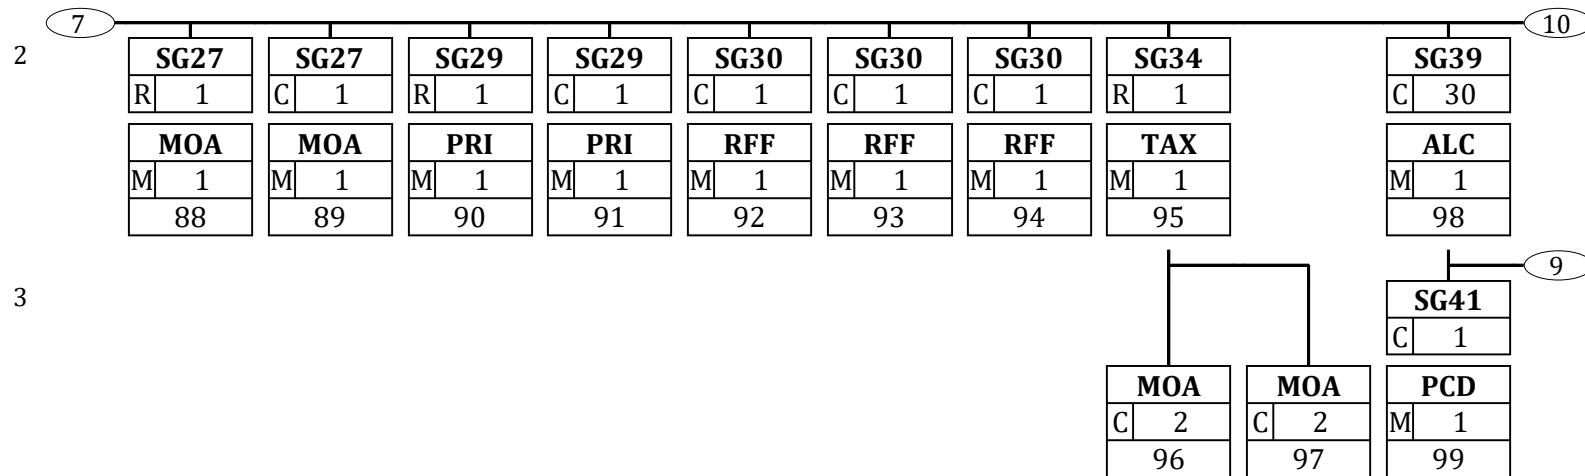 7 10
2 SG27 SG27 SG29 SG29 SG30 SG30 SG30 SG34 SG39
R 1 C 1 R 1 C 1 C 1 C 1 C 1 R 1 C 30
MOA MOA PRI PRI RFF RFF RFF TAX ALC
M 1 M 1 M 1 M 1 M 1 M 1 M 1 M 1 M 1
88 89 90 91 92 93 94 95 98
9
3 SG41
C 1
MOA MOA PCD
C 2 C 2 M 1
96 97 99